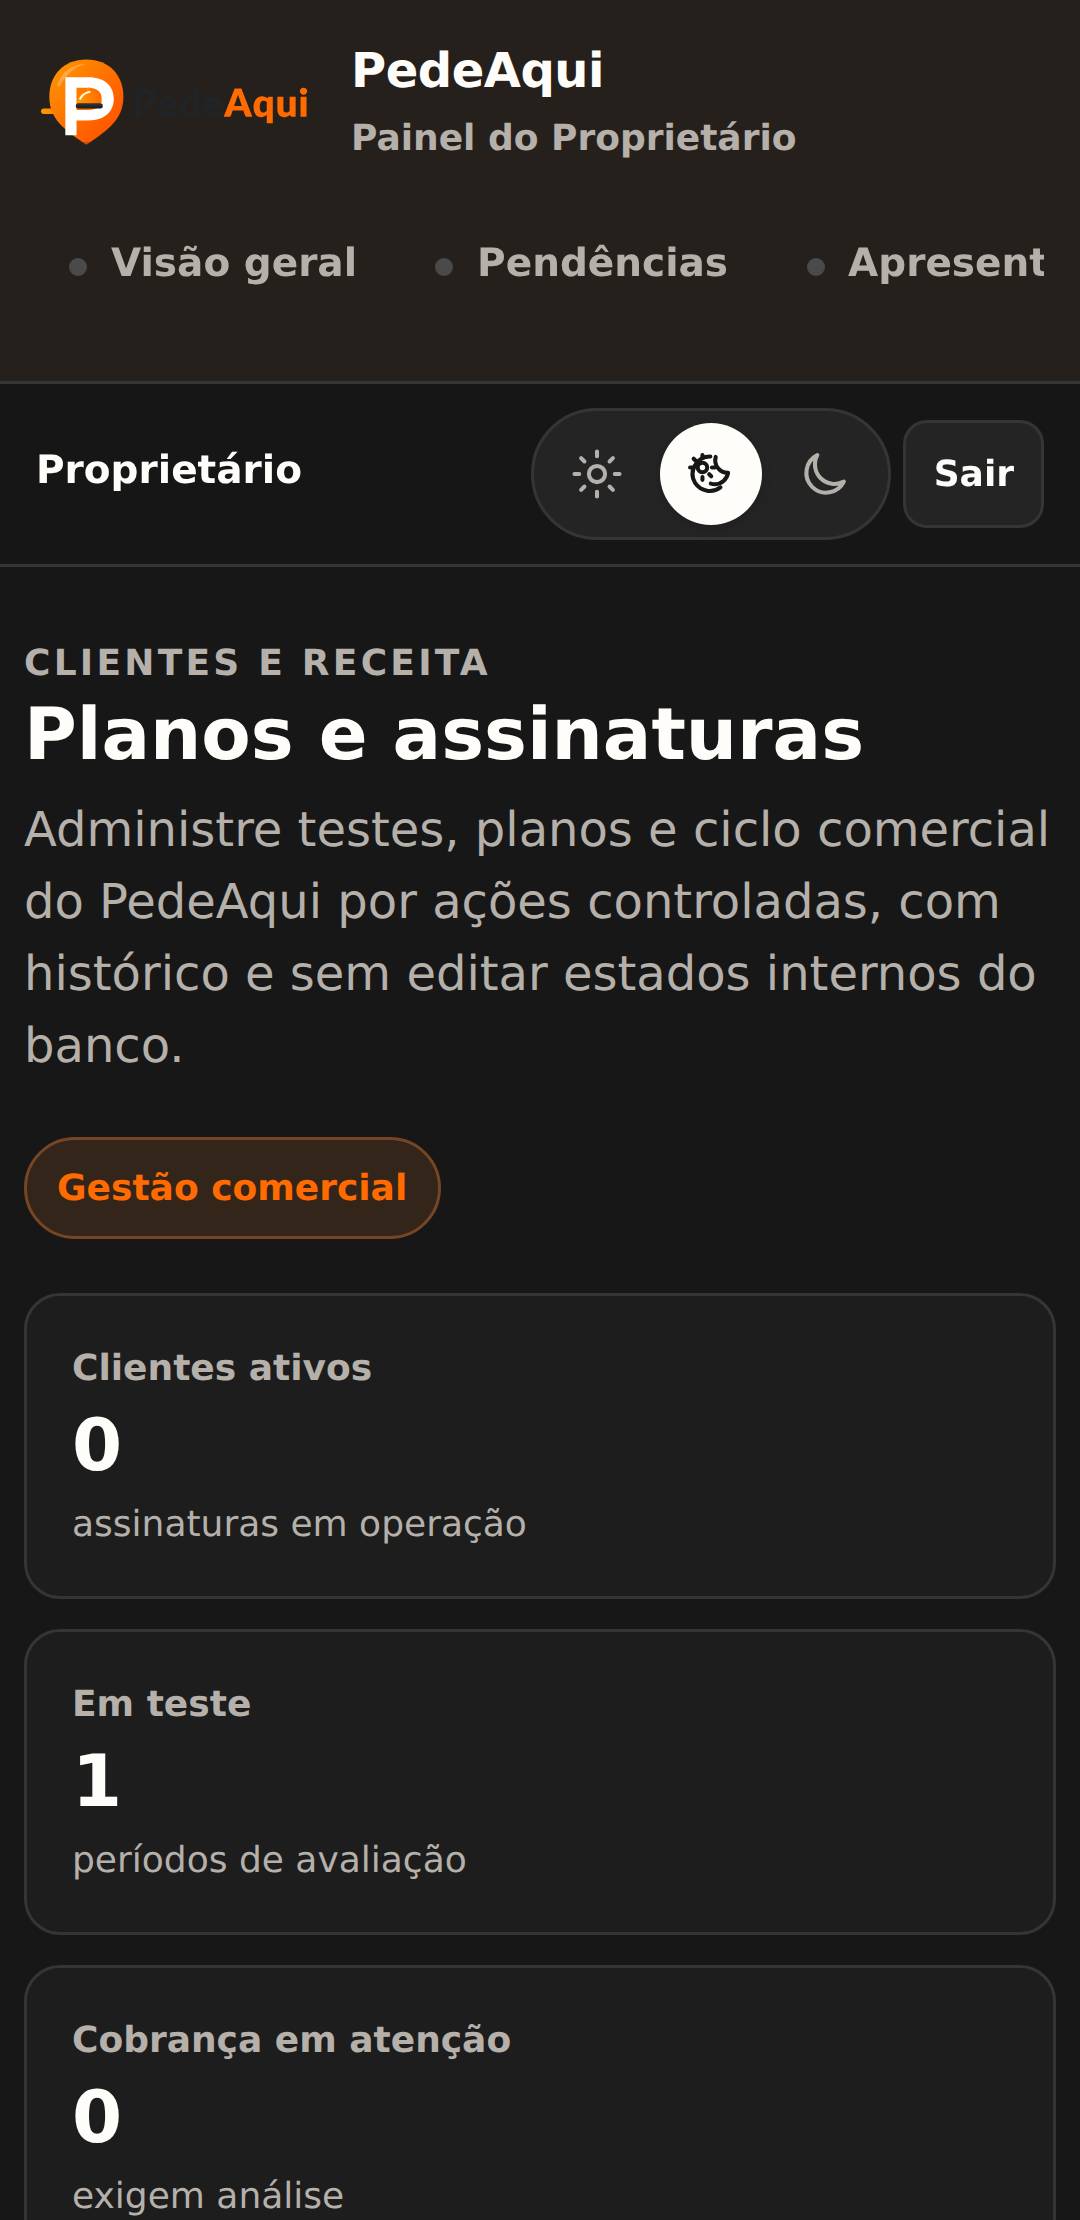 PedeAqui
PedeAqui
Painel do Proprietário
Visão geral
Pendências
Apresent
Proprietário
Sair
CLIENTES E RECEITA
Planos e assinaturas
Administre testes, planos e ciclo comercial
do PedeAqui por ações controladas, com
histórico e sem editar estados internos do
banco.
Gestão comercial
Clientes ativos
0
assinaturas em operação
Em teste
1
períodos de avaliação
Cobrança em atenção
0
exigem análise